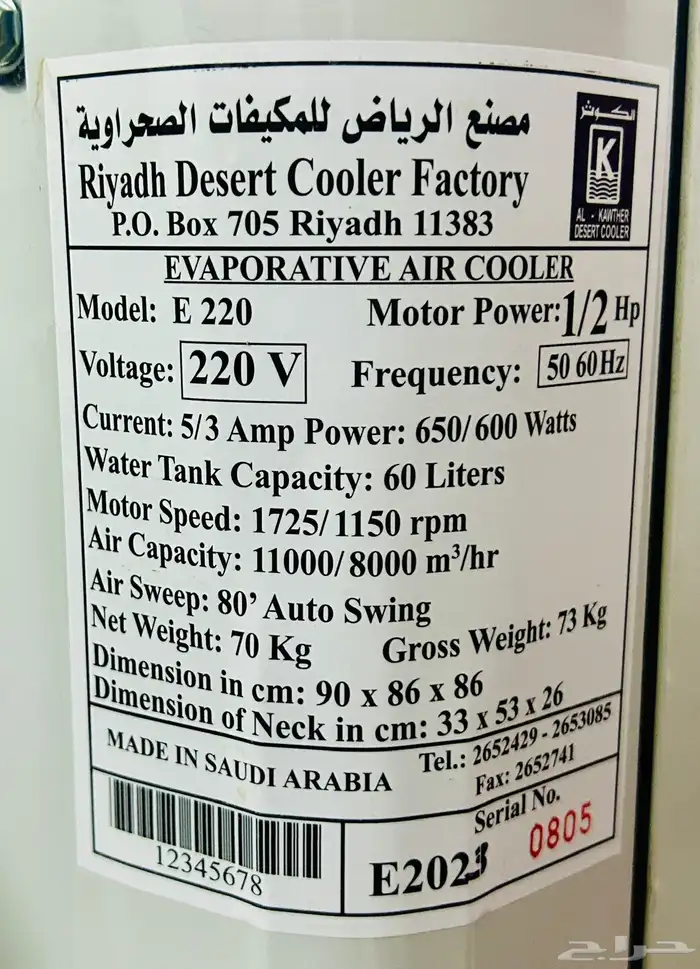 مصنع الرياض للمكيفات الصحراوية
Riyadh Desert Cooler Factory
P.O. Box 705 Riyadh 11383
الكوثر
K
AL - KAWTHER
DESERT COOLER
EVAPORATIVE AIR COOLER
Model: E 220 Motor Power: 1/2 Hp
Voltage: 220 V Frequency: 50 60 Hz
Current: 5/3 Amp Power: 650/600 Watts
Water Tank Capacity: 60 Liters
Motor Speed: 1725/1150 rpm
Air Capacity: 11000/8000 m³/hr
Air Sweep: 80’ Auto Swing
Net Weight: 70 Kg Gross Weight: 73 Kg
Dimension in cm: 90 x 86 x 86
Dimension of Neck in cm: 33 x 53 x 26
MADE IN SAUDI ARABIA
Tel.: 2652429 - 2653085
Fax: 2652741
12345678
Serial No.
E2023 0805
حراج